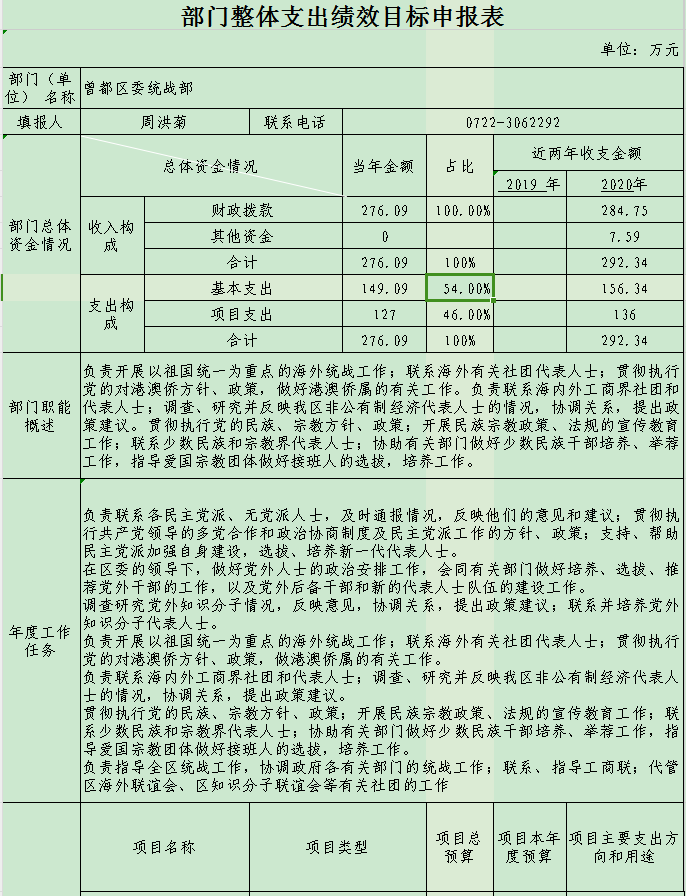 部门整体支出绩效目标申报表
单位：万元
部门（单位） 名称 曾都区委统战部
填报人 周洪菊 联系电话 0722-3062292
部门总体资金情况 总体资金情况 当年金额 占比 近两年收支金额
2019 年 2020年
收入构成 财政拨款 276.09 100.00% 284.75
其他资金 0 7.59
合计 276.09 100% 292.34
支出构成 基本支出 149.09 54.00% 156.34
项目支出 127 46.00% 136
合计 276.09 100% 292.34
部门职能概述
负责开展以祖国统一为重点的海外统战工作；联系海外有关社团代表人士；贯彻执行
党的对港澳侨方针、政策，做好港澳侨属的有关工作。负责联系海内外工商界社团和
代表人士；调查、研究并反映我区非公有制经济代表人士的情况，协调关系，提出政
策建议。贯彻执行党的民族、宗教方针、政策；开展民族宗教政策、法规的宣传教育
工作；联系少数民族和宗教界代表人士；协助有关部门做好少数民族干部培养、举荐
工作，指导爱国宗教团体做好接班人的选拔，培养工作。
年度工作任务
负责联系各民主党派、无党派人士，及时通报情况，反映他们的意见和建议；贯彻执
行共产党领导的多党合作和政治协商制度及民主党派工作的方针、政策；支持、帮助
民主党派加强自身建设，选拔、培养新一代代表人士。
在区委的领导下，做好党外人士的政治安排工作，会同有关部门做好培养、选拔、推
荐党外干部的工作，以及党外后备干部和新的代表人士队伍的建设工作。
调查研究党外知识分子情况，反映意见，协调关系，提出政策建议；联系并培养党外
知识分子代表人士。
负责开展以祖国统一为重点的海外统战工作；联系海外有关社团代表人士；贯彻执行
党的对港澳侨方针、政策，做港澳侨属的有关工作。
负责联系海内外工商界社团和代表人士；调查、研究并反映我区非公有制经济代表人
士的情况，协调关系，提出政策建议。
贯彻执行党的民族、宗教方针、政策；开展民族宗教政策、法规的宣传教育工作；联
系少数民族和宗教界代表人士；协助有关部门做好少数民族干部培养、举荐工作，指
导爱国宗教团体做好接班人的选拔，培养工作。
负责指导全区统战工作，协调政府各有关部门的统战工作；联系、指导工商联；代管
区海外联谊会、区知识分子联谊会等有关社团的工作
项目名称 项目类型 项目总预算 项目本年度预算 项目主要支出方向和用途